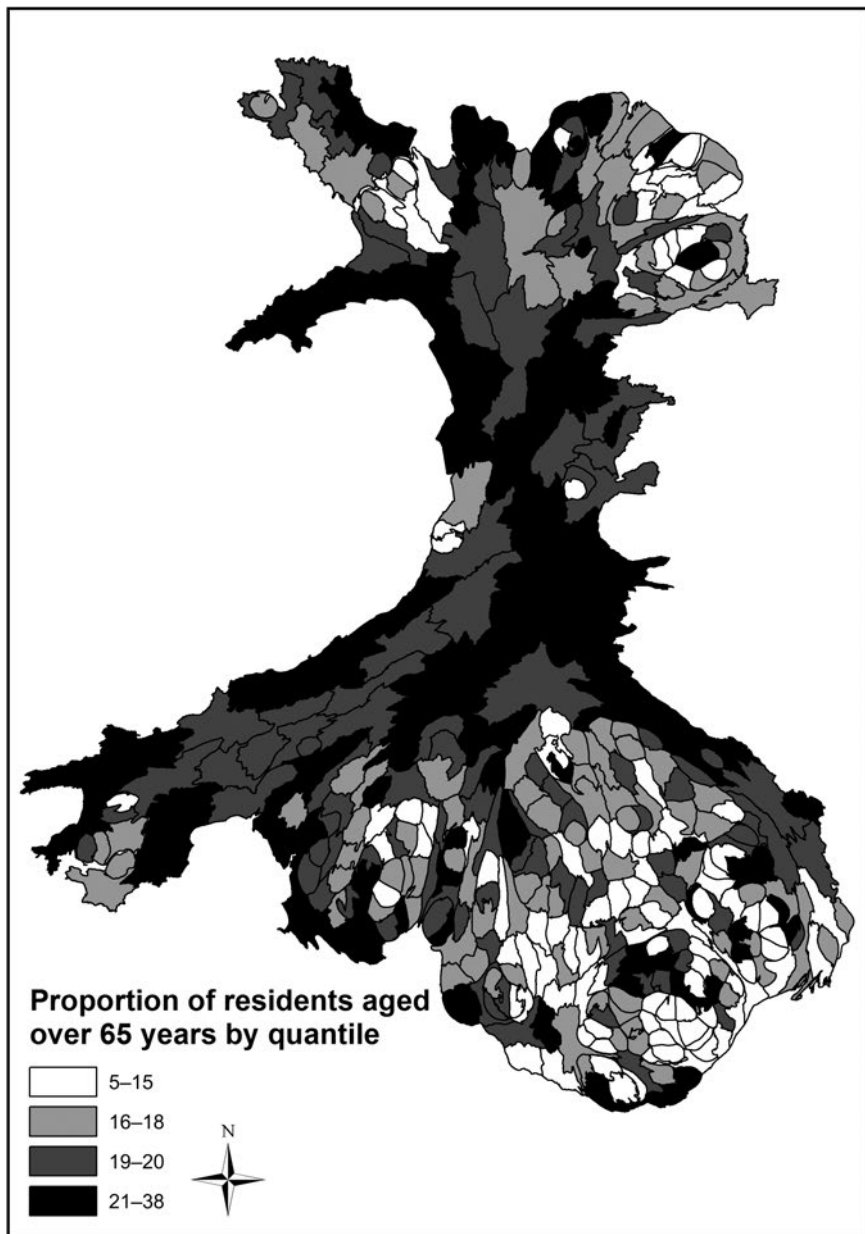 Proportion of residents aged
over 65 years by quantile
5–15
16–18
19–20
21–38
N